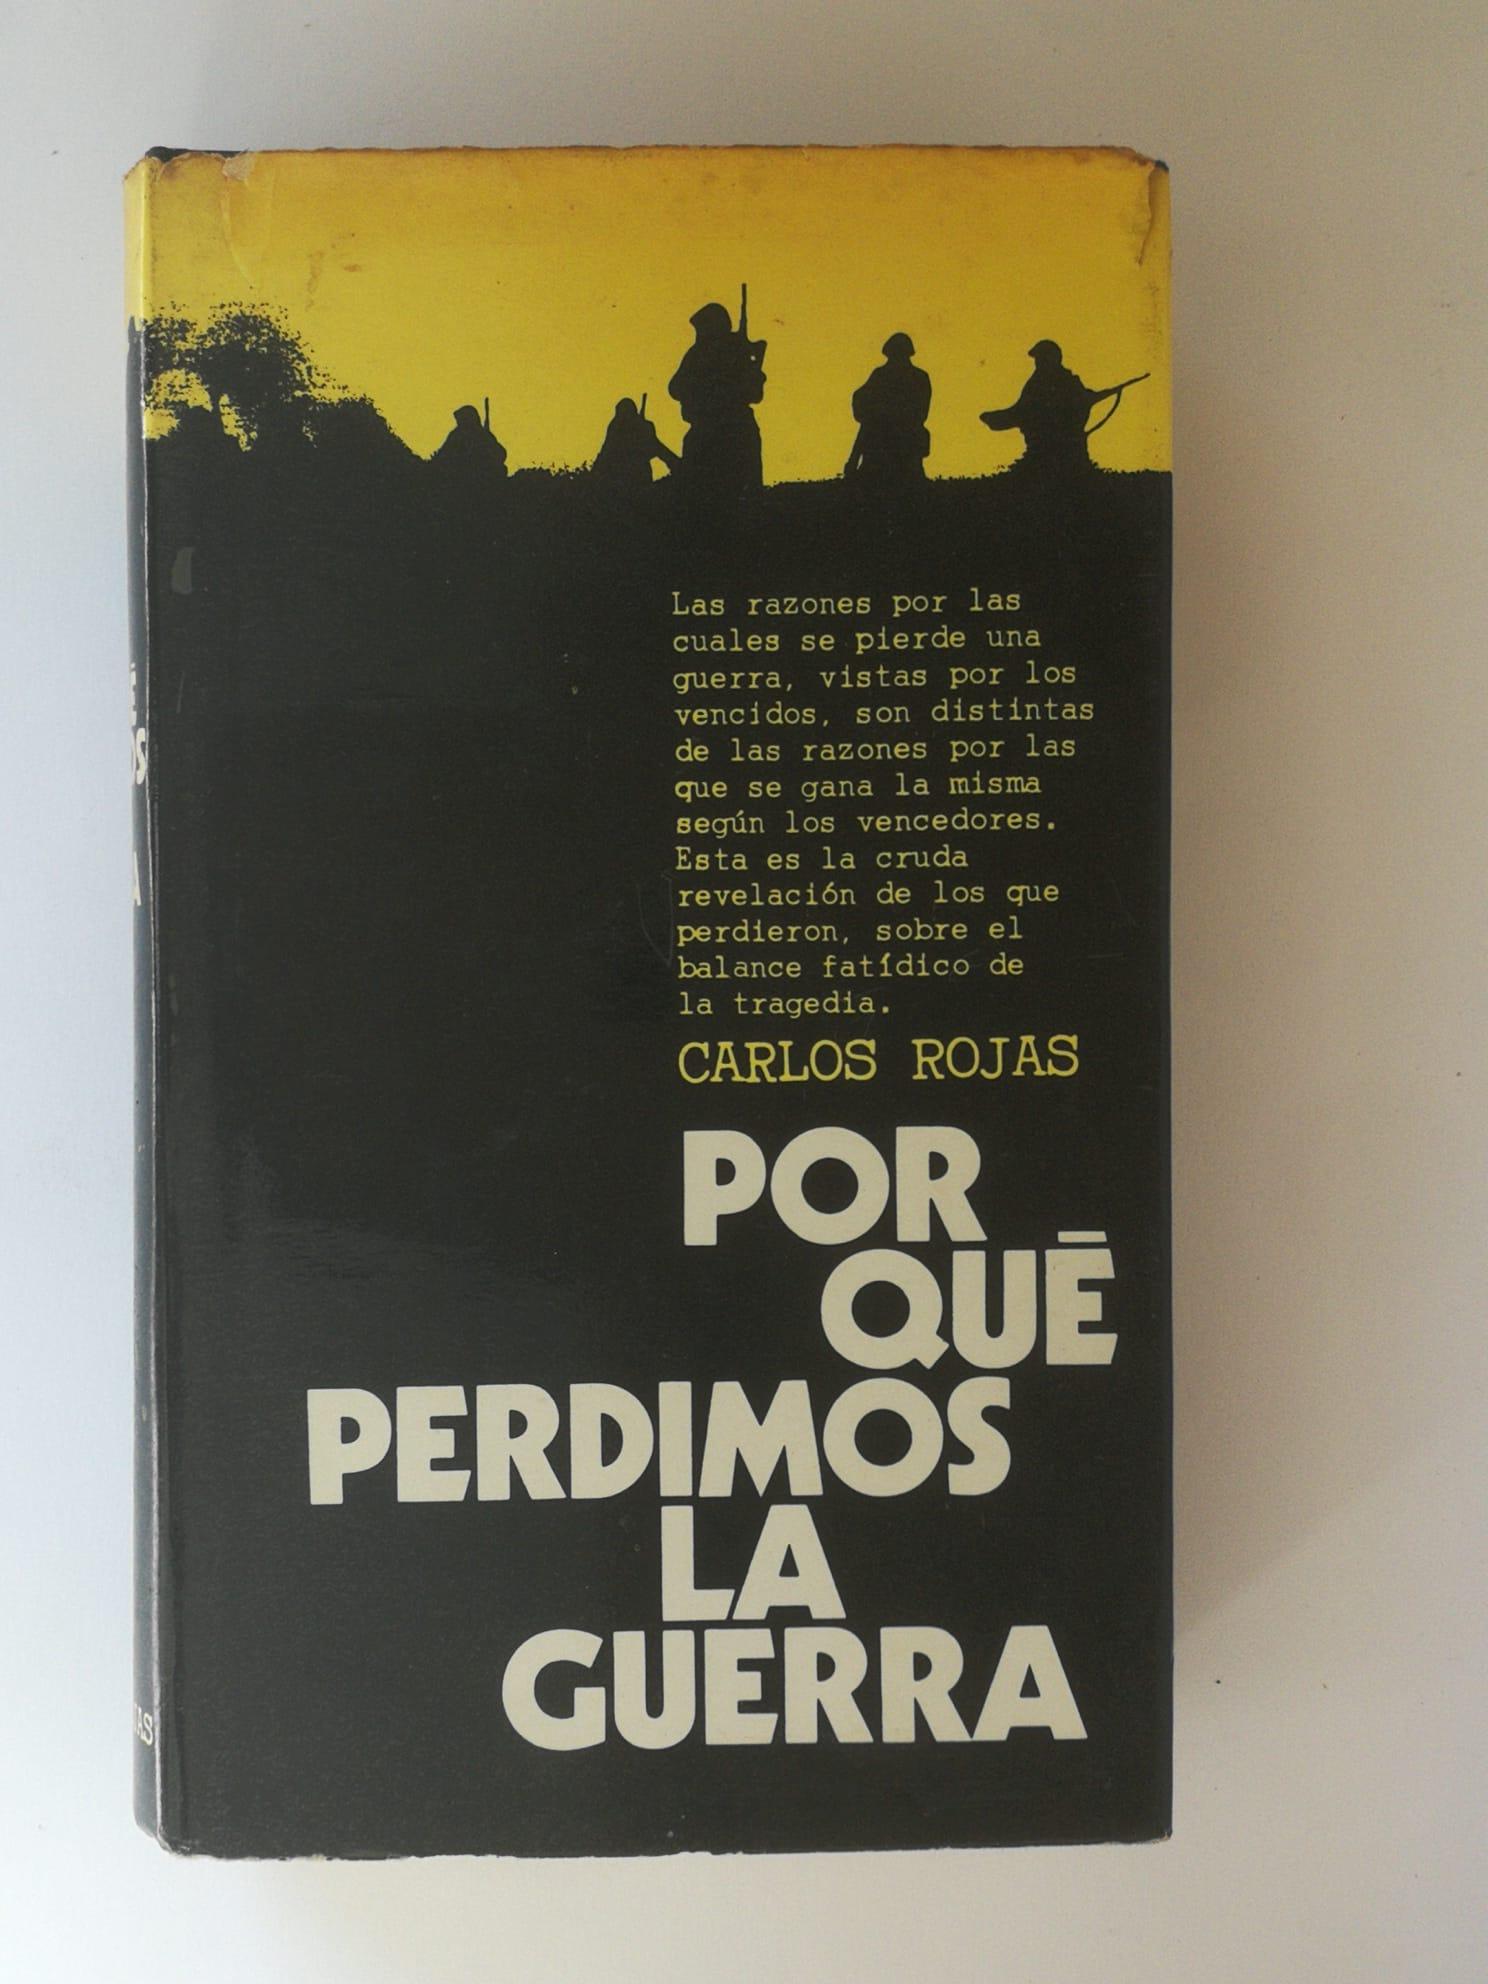 Las razones por las
cuales se pierde una
guerra, vistas por los
vencidos, son distintas
de las razones por las
que se gana la misma
según los vencedores.
Esta es la cruda
revelación de los que
perdieron, sobre el
balance fatídico de
la tragedia.
CARLOS ROJAS
POR
QUÉ
PERDIMOS
LA
GUERRA